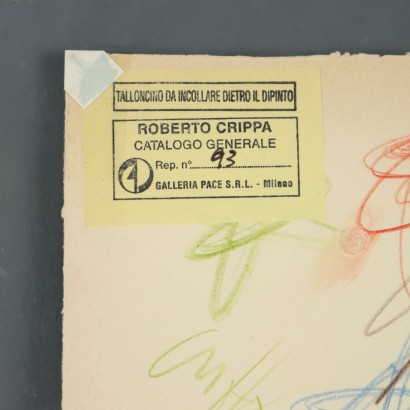 TALLONCINO DA INCOLLARE DIETRO IL DIPINTO
ROBERTO CRIPPA
CATALOGO GENERALE
Rep. n° 93
GALLERIA PACE S.R.L. - Milano